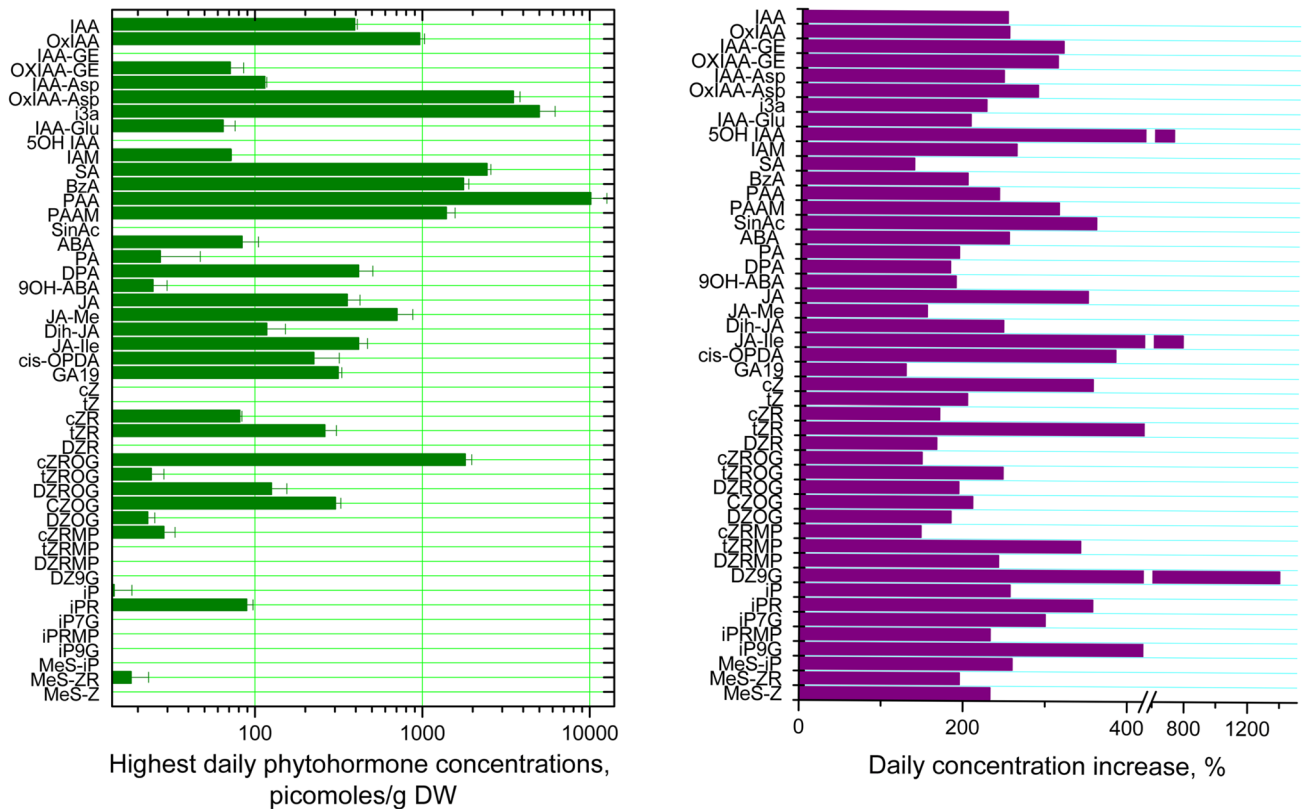 IAA
OxIAA
IAA-GE
OXIAA-GE
IAA-Asp
OxIAA-Asp
i3a
IAA-Glu
5OH IAA
IAM
SA
BzA
PAA
PAAM
SinAc
ABA
PA
DPA
9OH-ABA
JA
JA-Me
Dih-JA
JA-Ile
cis-OPDA
GA19
cZ
tZ
cZR
tZR
DZR
cZROG
tZROG
DZROG
CZOG
DZOG
cZRMP
tZRMP
DZRMP
DZ9G
iP
iPR
iP7G
iPRMP
iP9G
MeS-iP
MeS-ZR
MeS-Z
100 1000 10000
Highest daily phytohormone concentrations,
picomoles/g DW
IAA
OxIAA
IAA-GE
OXIAA-GE
IAA-Asp
OxIAA-Asp
i3a
IAA-Glu
5OH IAA
IAM
SA
BzA
PAA
PAAM
SinAc
ABA
PA
DPA
9OH-ABA
JA
JA-Me
Dih-JA
JA-Ile
cis-OPDA
GA19
cZ
tZ
cZR
tZR
DZR
cZROG
tZROG
DZROG
CZOG
DZOG
cZRMP
tZRMP
DZRMP
DZ9G
iP
iPR
iP7G
iPRMP
iP9G
MeS-iP
MeS-ZR
MeS-Z
0 200 400 800 1200
Daily concentration increase, %